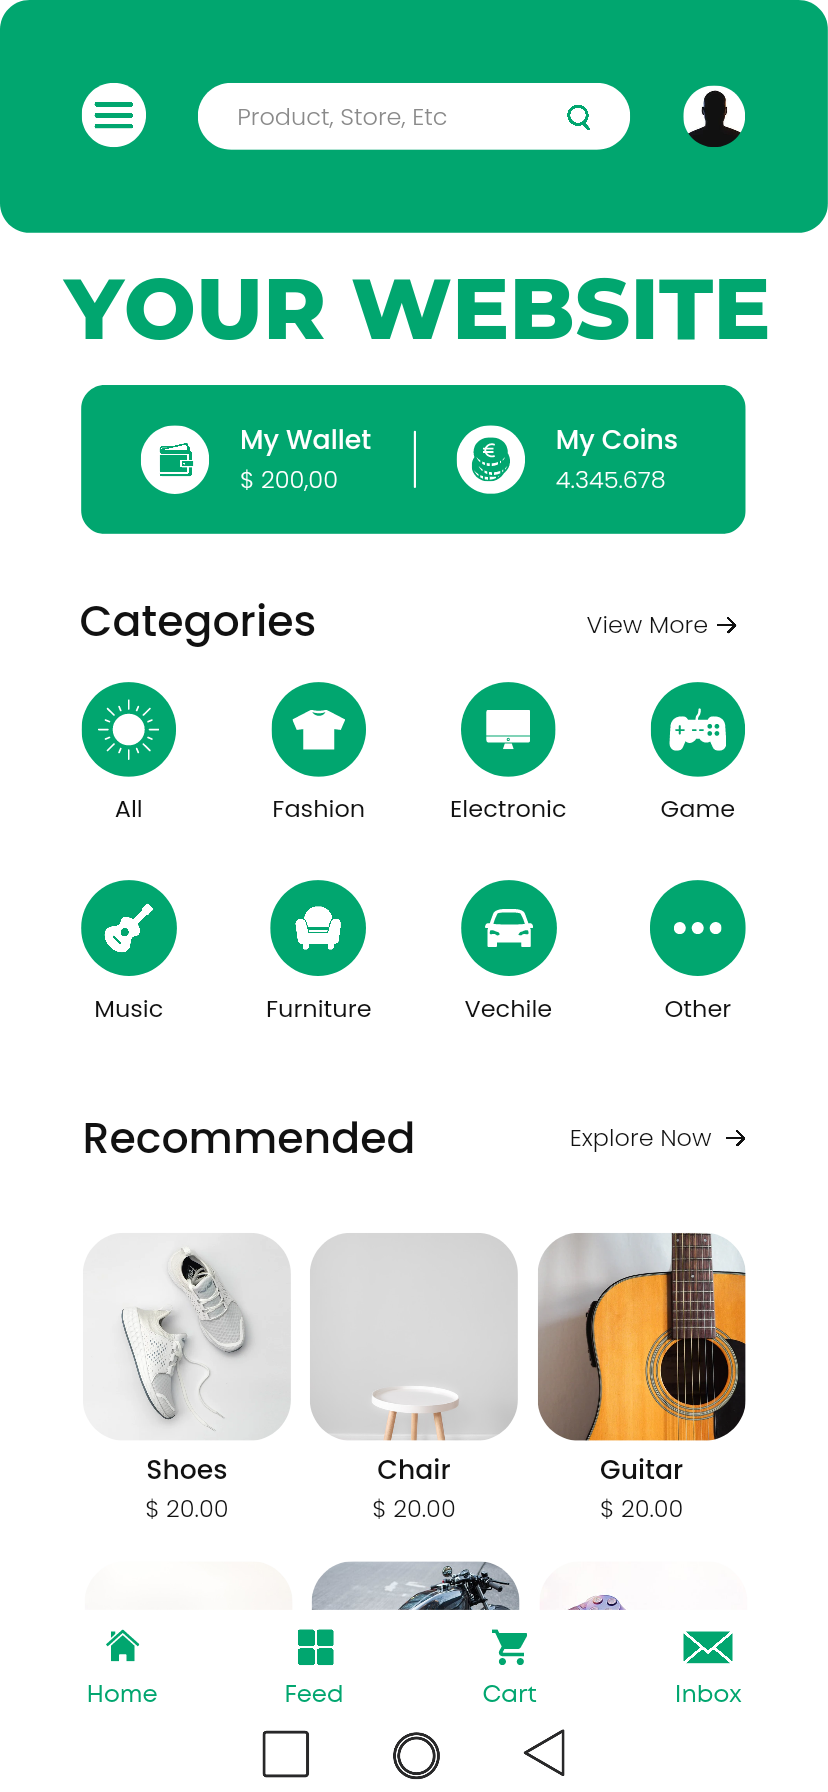 Product, Store, Etc
YOUR WEBSITE
My Wallet
$ 200,00
My Coins
4.345.678
Categories
View More
All
Fashion
Electronic
Game
Music
Furniture
Vechile
Other
Recommended
Explore Now
Shoes
Chair
Guitar
$ 20.00
$ 20.00
$ 20.00
Home
Feed
Cart
Inbox